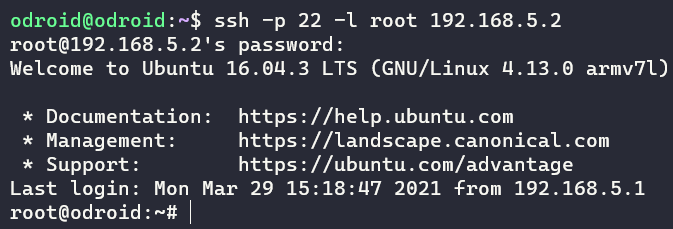 odroid@odroid:~$ ssh -p 22 -l root 192.168.5.2
root@192.168.5.2's password:
Welcome to Ubuntu 16.04.3 LTS (GNU/Linux 4.13.0 armv7l)

 * Documentation:  https://help.ubuntu.com
 * Management:     https://landscape.canonical.com
 * Support:        https://ubuntu.com/advantage
Last login: Mon Mar 29 15:18:47 2021 from 192.168.5.1
root@odroid:~#